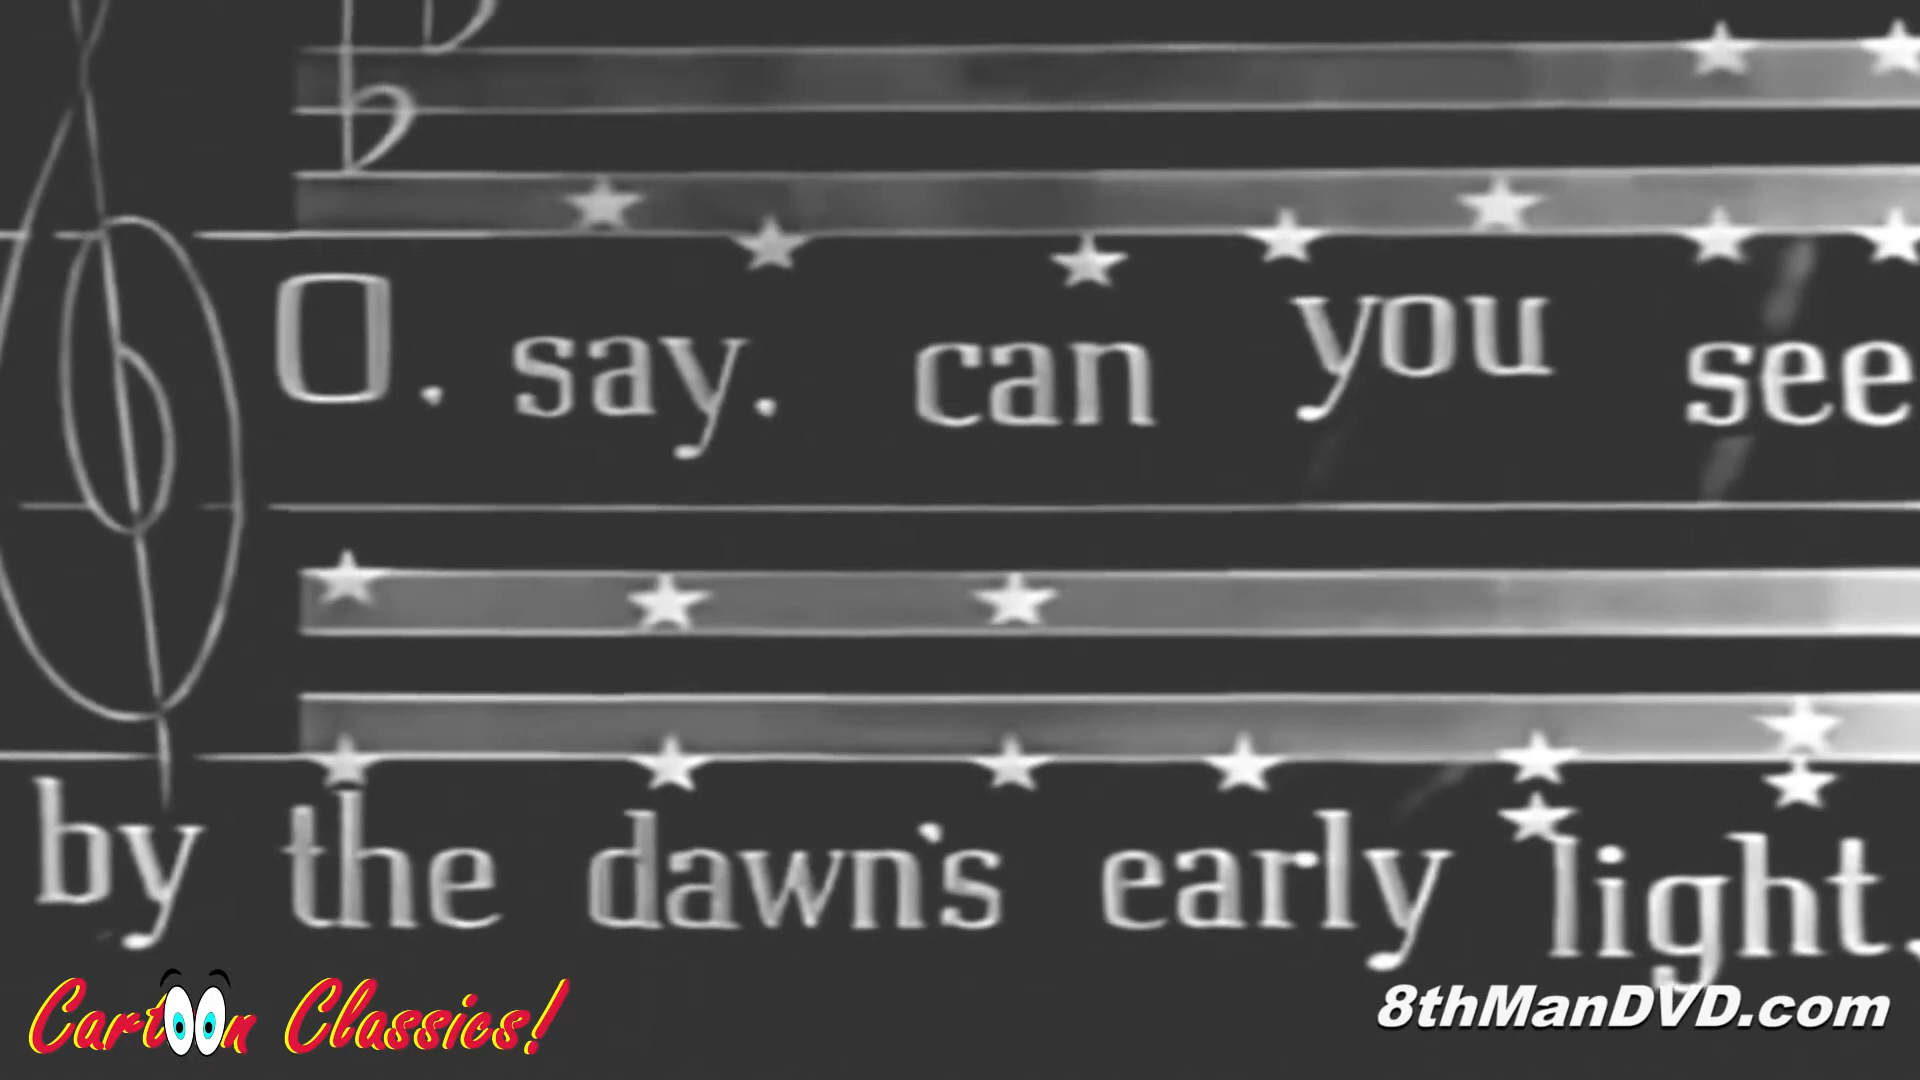 O. say. can you see
by the dawn's early light.
Cartoon Classics!
8thManDVD.com